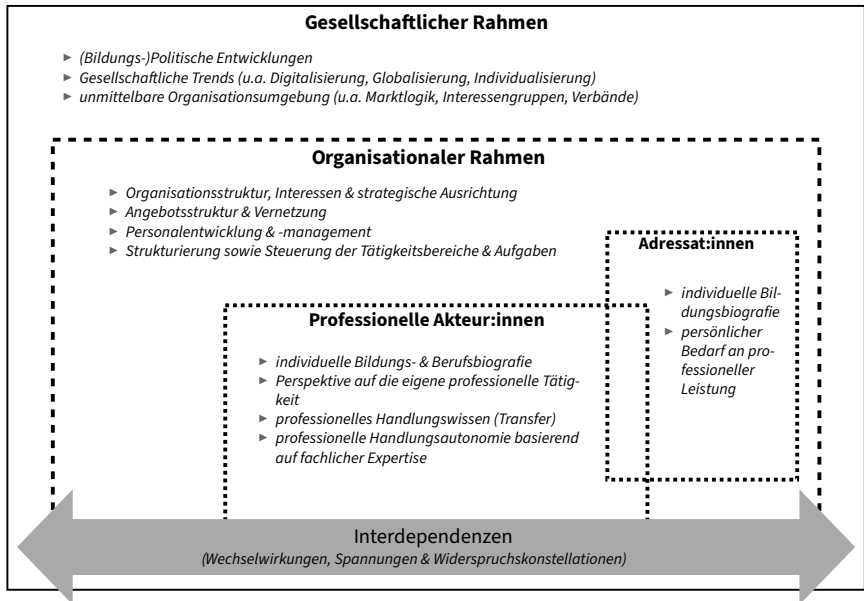 Gesellschaftlicher Rahmen
► (Bildungs-)Politische Entwicklungen
► Gesellschaftliche Trends (u.a. Digitalisierung, Globalisierung, Individualisierung)
► unmittelbare Organisationsumgebung (u.a. Marktlogik, Interessengruppen, Verbände)
Organisationaler Rahmen
► Organisationsstruktur, Interessen & strategische Ausrichtung
► Angebotsstruktur & Vernetzung
► Personalentwicklung & -management
► Strukturierung sowie Steuerung der Tätigkeitsbereiche & Aufgaben
Adressat:innen
► individuelle Bil-
dungsbiografie
► persönlicher
Bedarf an pro-
fessioneller
Leistung
Professionelle Akteur:innen
► individuelle Bildungs- & Berufsbiografie
► Perspektive auf die eigene professionelle Tätig-
keit
► professionelles Handlungswissen (Transfer)
► professionelle Handlungsautonomie basierend
auf fachlicher Expertise
Interdependenzen
(Wechselwirkungen, Spannungen & Widerspruchskonstellationen)